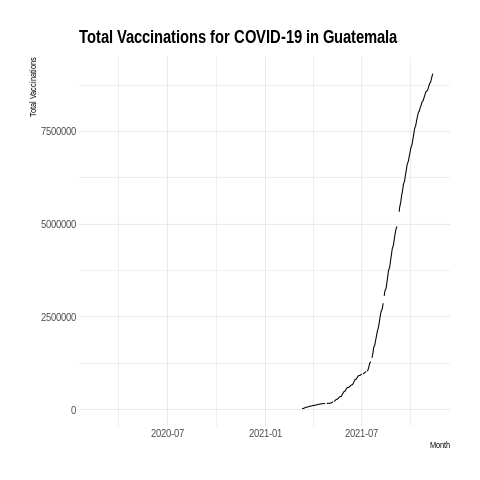 Total Vaccinations for COVID-19 in Guatemala
Total Vaccinations
7500000
5000000
2500000
0
2020-07 2021-01 2021-07
Month